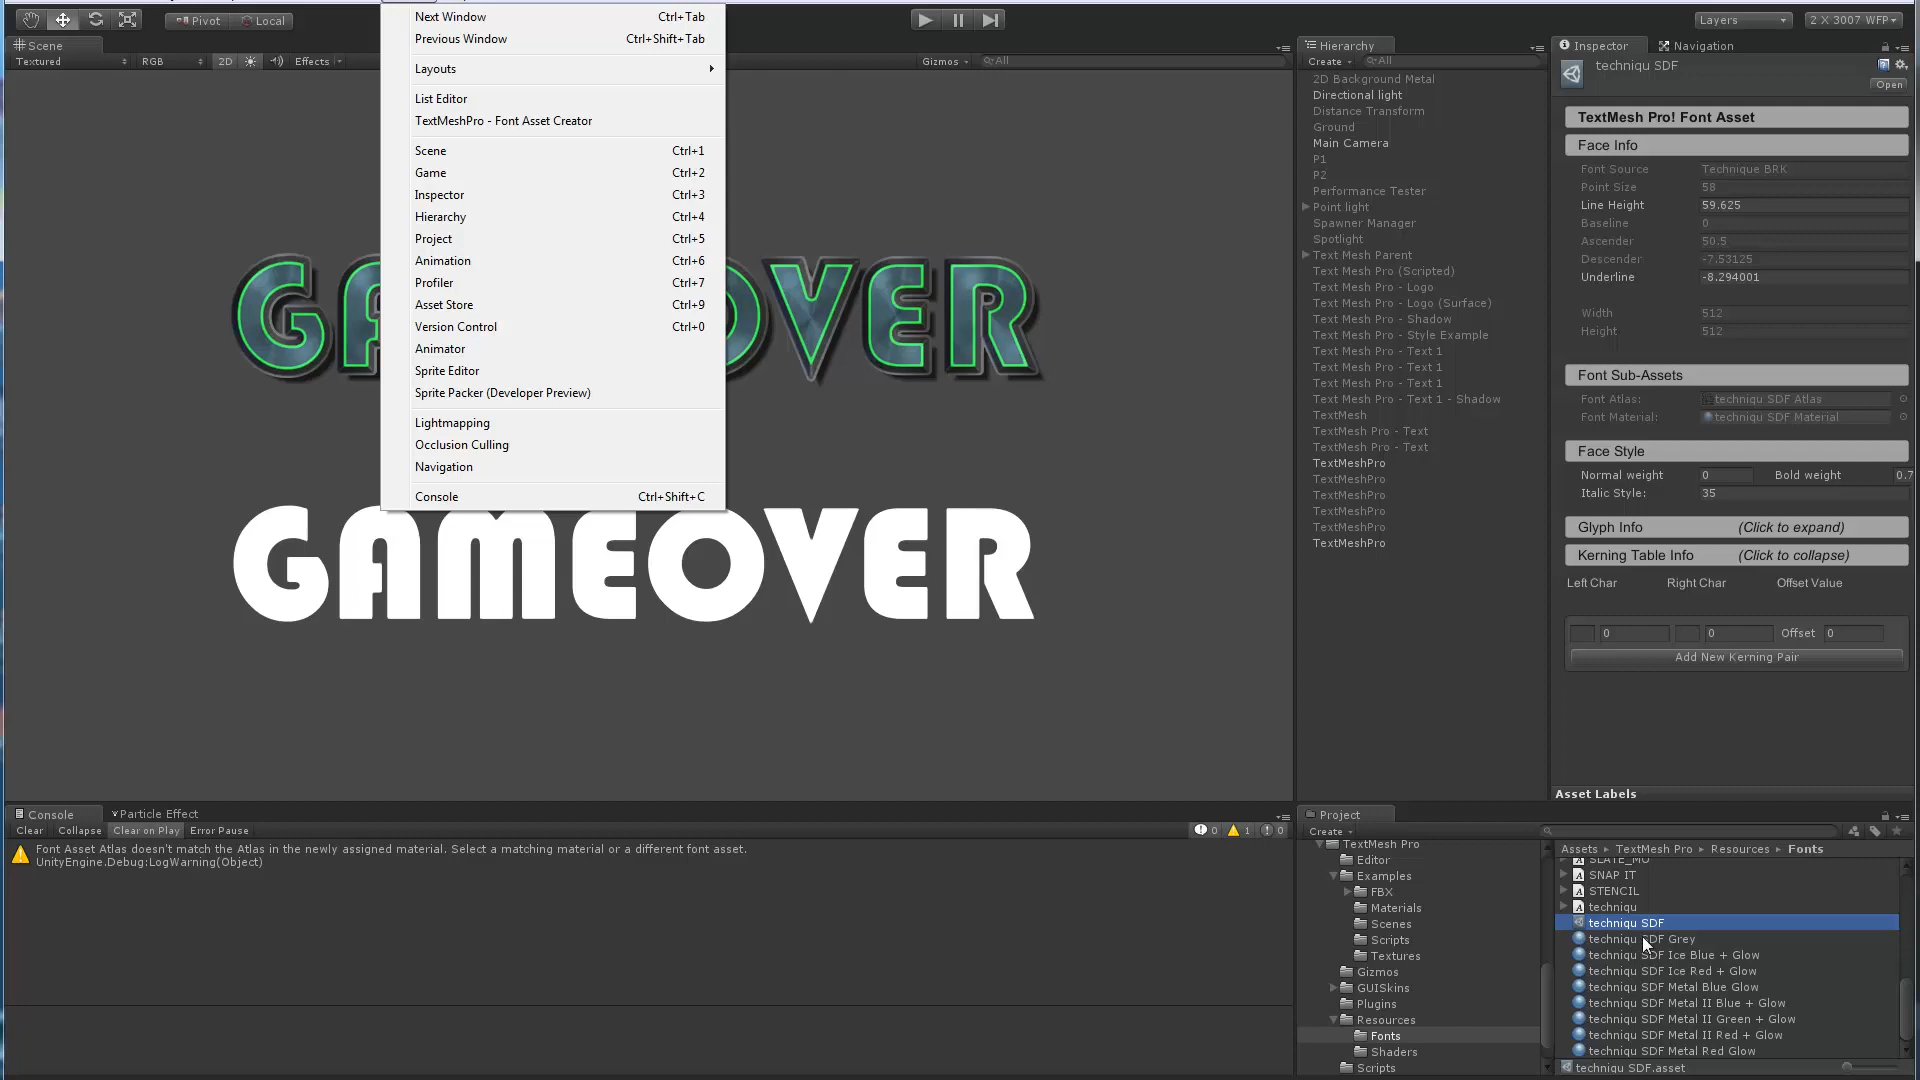 Pivot
Local
Layers
2 X 3007 WFP
Next Window Ctrl+Tab
Previous Window Ctrl+Shift+Tab
Layouts
List Editor
TextMeshPro - Font Asset Creator
Scene Ctrl+1
Game Ctrl+2
Inspector Ctrl+3
Hierarchy Ctrl+4
Project Ctrl+5
Animation Ctrl+6
Profiler Ctrl+7
Asset Store Ctrl+9
Version Control Ctrl+0
Animator
Sprite Editor
Sprite Packer (Developer Preview)
Lightmapping
Occlusion Culling
Navigation
Console Ctrl+Shift+C
Scene
Textured RGB 2D Effects Gizmos All
GAMEOVER
Hierarchy
Create All
2D Background Metal
Directional light
Distance Transform
Ground
Main Camera
P1
P2
Performance Tester
Point light
Spawner Manager
Spotlight
Text Mesh Parent
Text Mesh Pro (Scripted)
Text Mesh Pro - Logo
Text Mesh Pro - Logo (Surface)
Text Mesh Pro - Shadow
Text Mesh Pro - Style Example
Text Mesh Pro - Text 1
Text Mesh Pro - Text 1
Text Mesh Pro - Text 1
Text Mesh Pro - Text 1 - Shadow
TextMesh
TextMesh Pro - Text
TextMesh Pro - Text
TextMeshPro
TextMeshPro
TextMeshPro
TextMeshPro
TextMeshPro
TextMeshPro
Inspector Navigation
techniqu SDF
Open
TextMesh Pro! Font Asset
Face Info
Font Source Technique BRK
Point Size 58
Line Height 59.625
Baseline 0
Ascender 50.5
Descender -7.53125
Underline -8.294001
Width 512
Height 512
Font Sub-Assets
Font Atlas: techniqu SDF Atlas
Font Material: techniqu SDF Material
Face Style
Normal weight 0 Bold weight 0.7
Italic Style: 35
Glyph Info (Click to expand)
Kerning Table Info (Click to collapse)
Left Char Right Char Offset Value
0 0 Offset 0
Add New Kerning Pair
Asset Labels
Console Particle Effect
Clear Collapse Clear on Play Error Pause 0 1 0
Font Asset Atlas doesn't match the Atlas in the newly assigned material. Select a matching material or a different font asset.
UnityEngine.Debug:LogWarning(Object)
Project
Create
TextMesh Pro
Editor
Examples
FBX
Materials
Scenes
Scripts
Textures
Gizmos
GUISkins
Plugins
Resources
Fonts
Shaders
Scripts
Assets TextMesh Pro Resources Fonts
SLATE_MO
SNAP IT
STENCIL
techniqu
techniqu SDF
techniqu SDF Grey
techniqu SDF Ice Blue + Glow
techniqu SDF Ice Red + Glow
techniqu SDF Metal Blue Glow
techniqu SDF Metal II Blue + Glow
techniqu SDF Metal II Green + Glow
techniqu SDF Metal II Red + Glow
techniqu SDF Metal Red Glow
techniqu SDF.asset